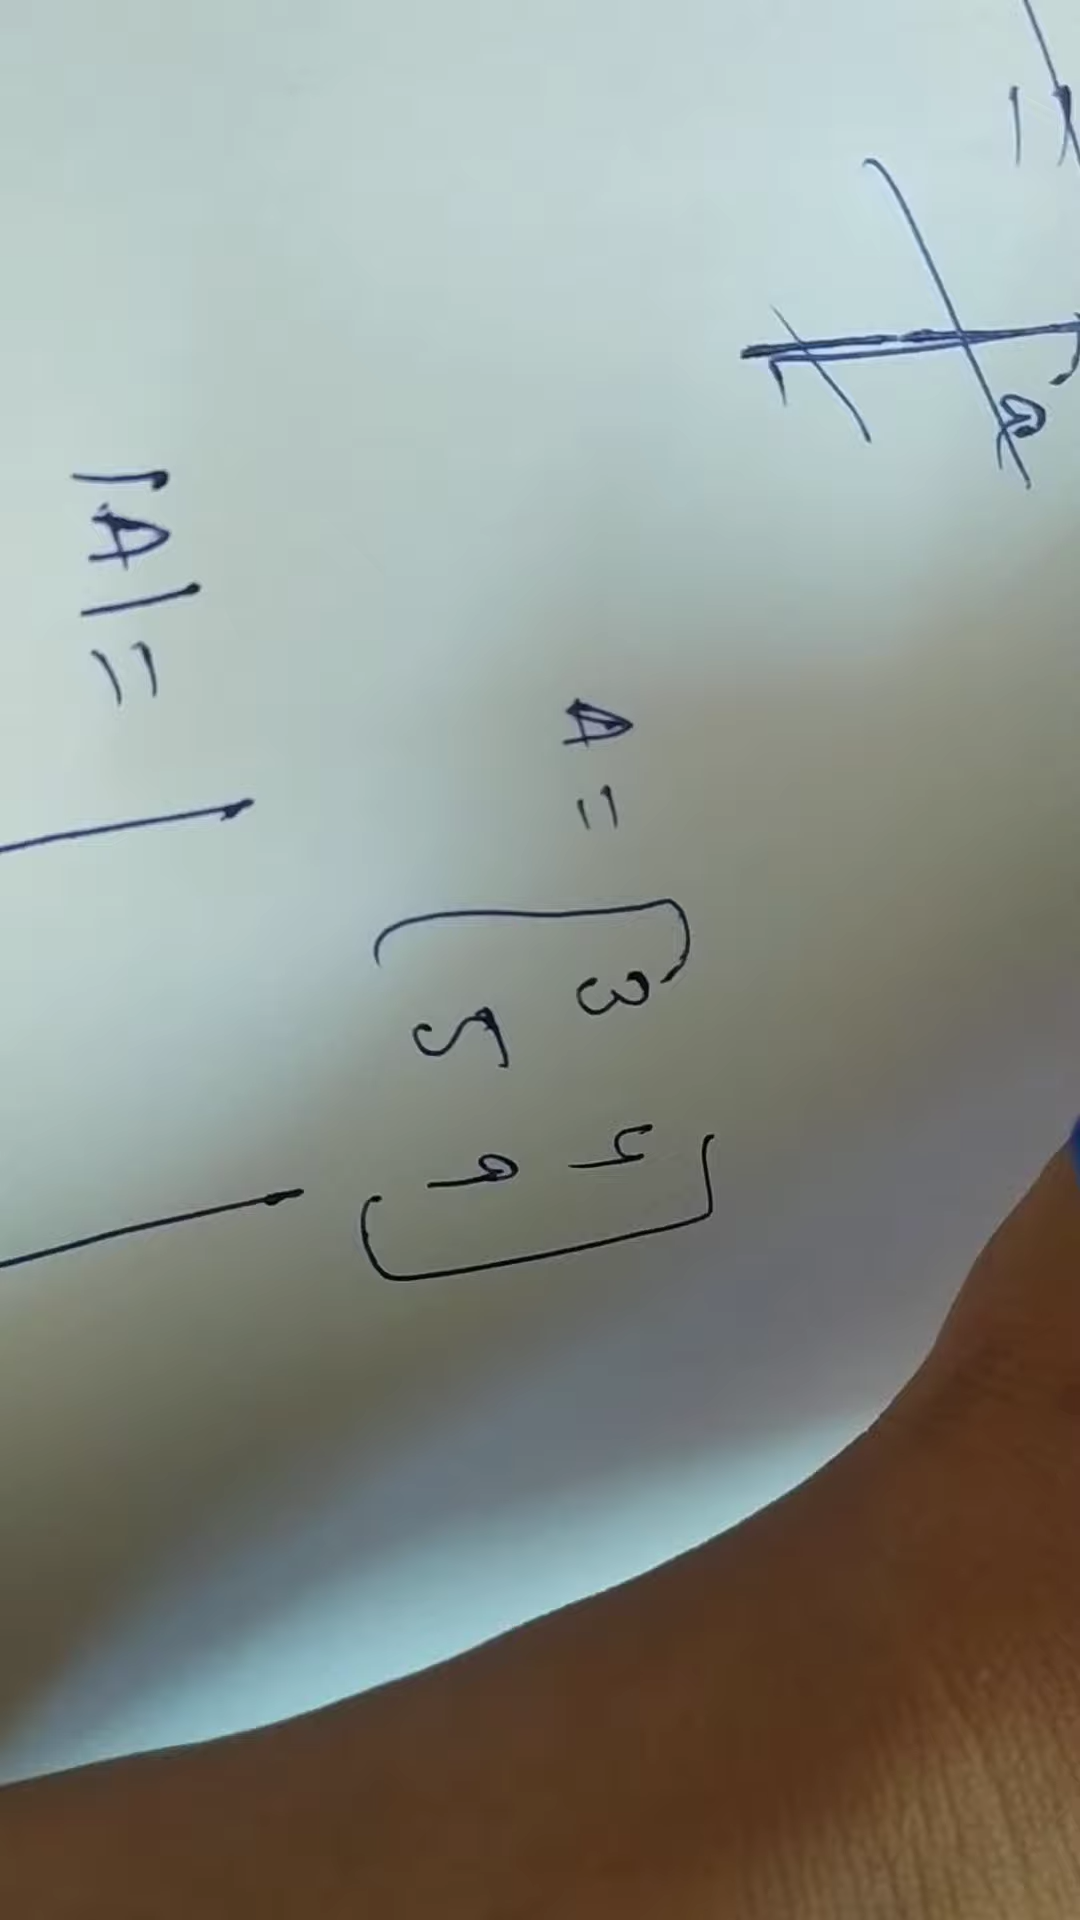 A = [3 4
5 9]
|A| = | |